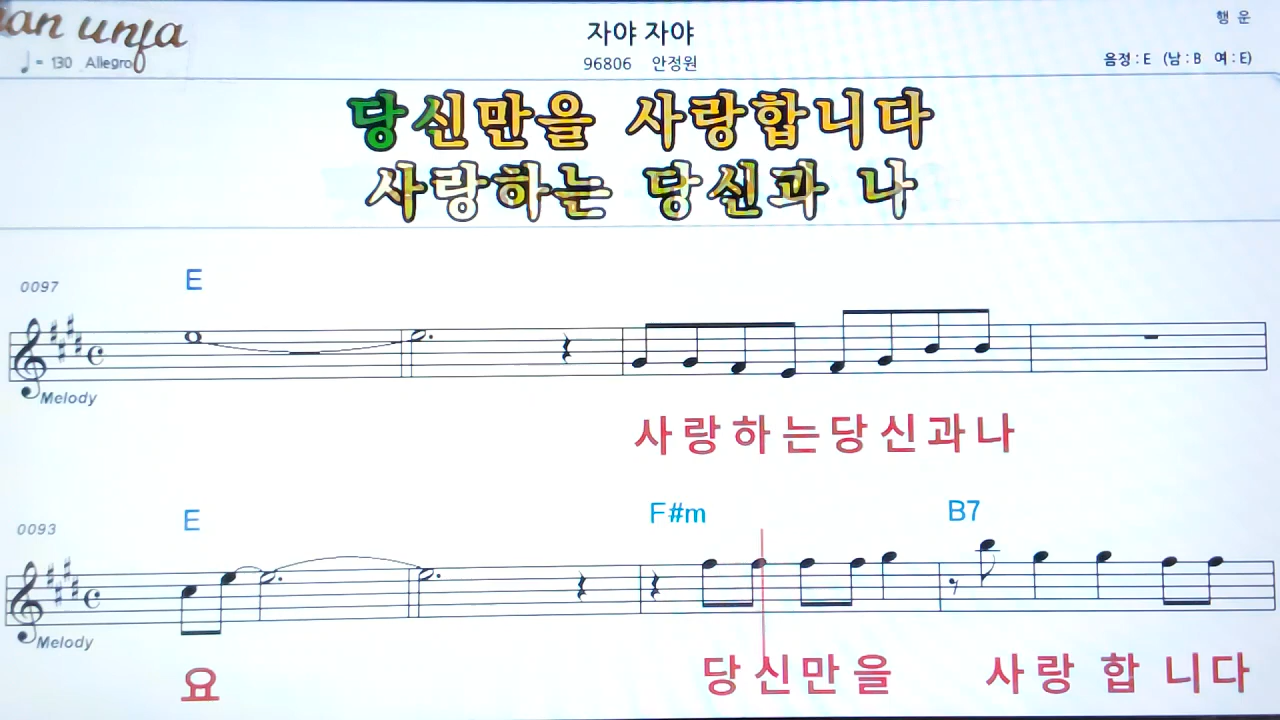 자야 자야
행 운
♩= 130 Allegro
96806 안정원
음정 : E (남 : B 여 : E)
당신만을 사랑합니다
사랑하는 당신과 나
0097
E
Melody
사랑하는당신과나
0093
E F#m B7
Melody
요 당신만을 사랑 합 니다